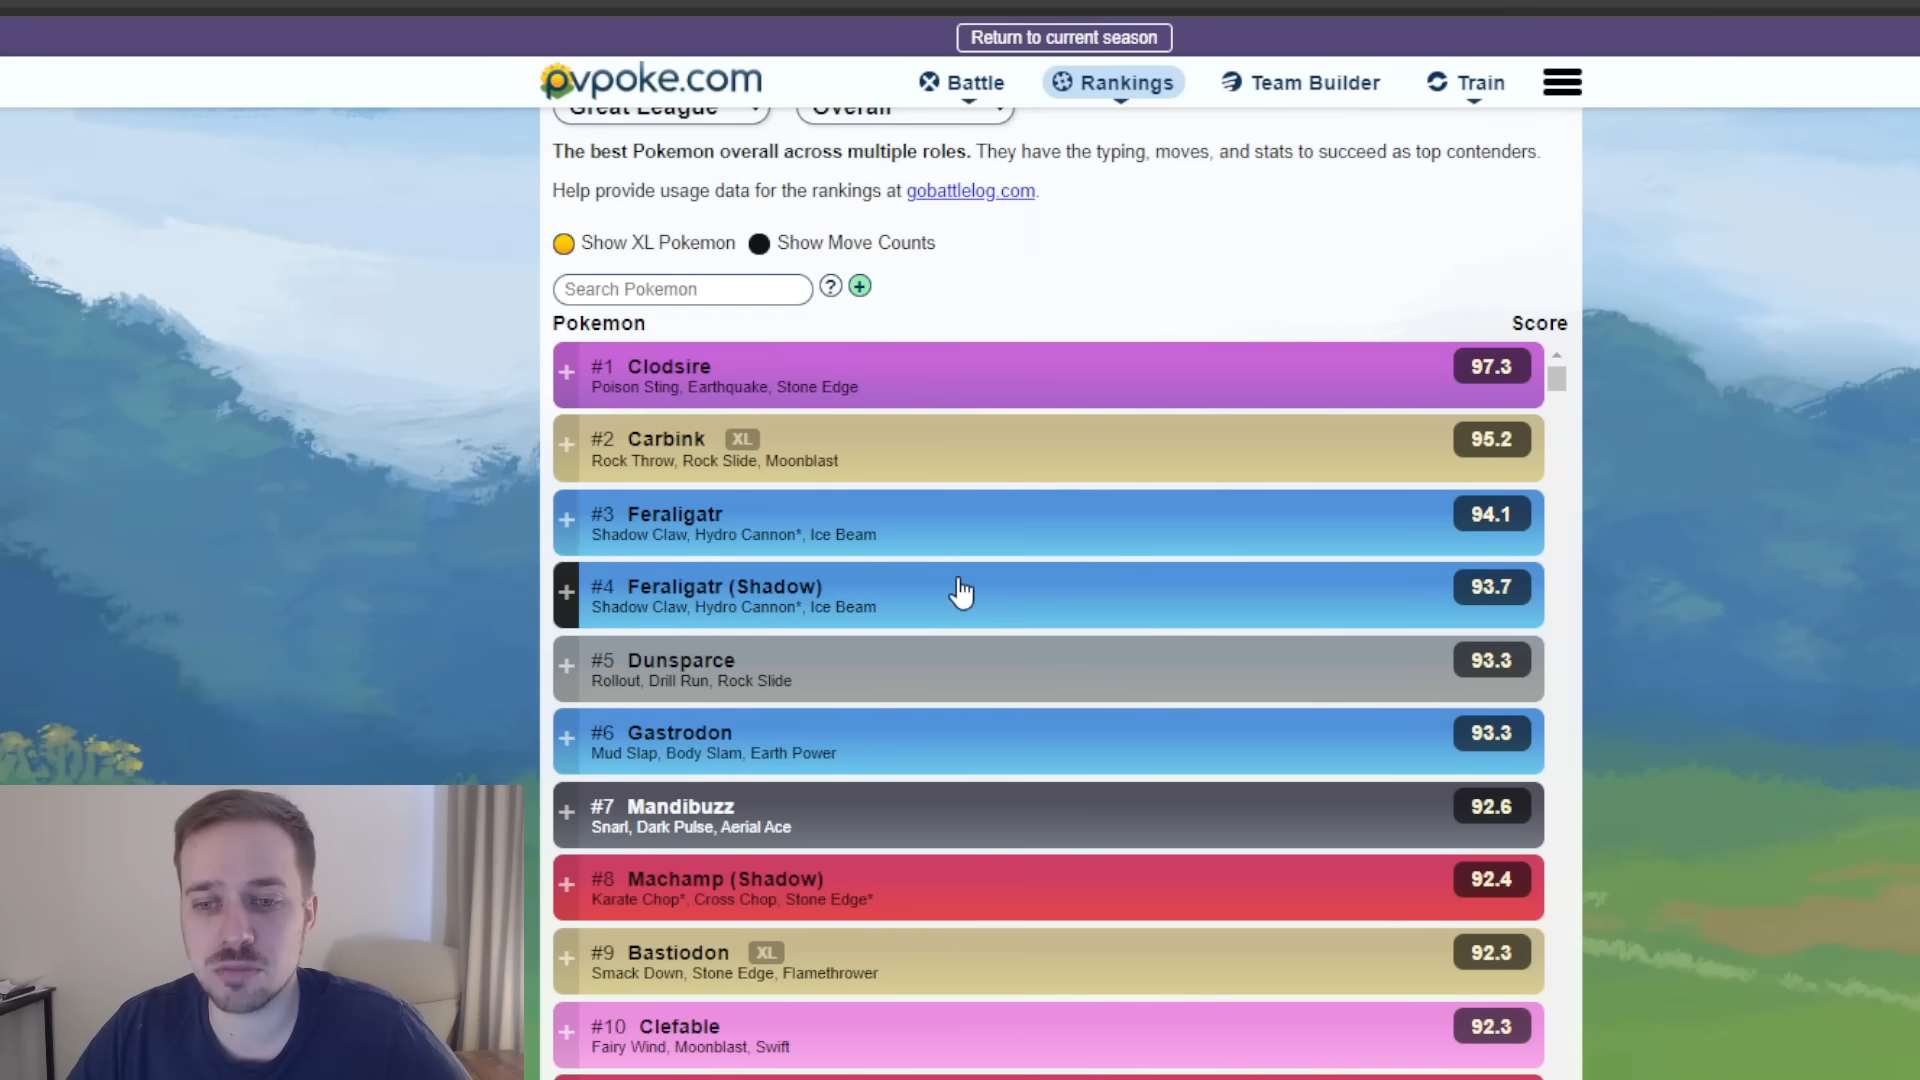 Return to current season
pvpoke.com
Battle
Rankings
Team Builder
Train
Great League
Overall
The best Pokemon overall across multiple roles. They have the typing, moves, and stats to succeed as top contenders.
Help provide usage data for the rankings at gobattlelog.com.
Show XL Pokemon
Show Move Counts
Search Pokemon
?
+
Pokemon
Score
+ #1 Clodsire 97.3
Poison Sting, Earthquake, Stone Edge
+ #2 Carbink XL 95.2
Rock Throw, Rock Slide, Moonblast
+ #3 Feraligatr 94.1
Shadow Claw, Hydro Cannon*, Ice Beam
+ #4 Feraligatr (Shadow) 93.7
Shadow Claw, Hydro Cannon*, Ice Beam
+ #5 Dunsparce 93.3
Rollout, Drill Run, Rock Slide
+ #6 Gastrodon 93.3
Mud Slap, Body Slam, Earth Power
+ #7 Mandibuzz 92.6
Snarl, Dark Pulse, Aerial Ace
+ #8 Machamp (Shadow) 92.4
Karate Chop*, Cross Chop, Stone Edge*
+ #9 Bastiodon XL 92.3
Smack Down, Stone Edge, Flamethrower
+ #10 Clefable 92.3
Fairy Wind, Moonblast, Swift